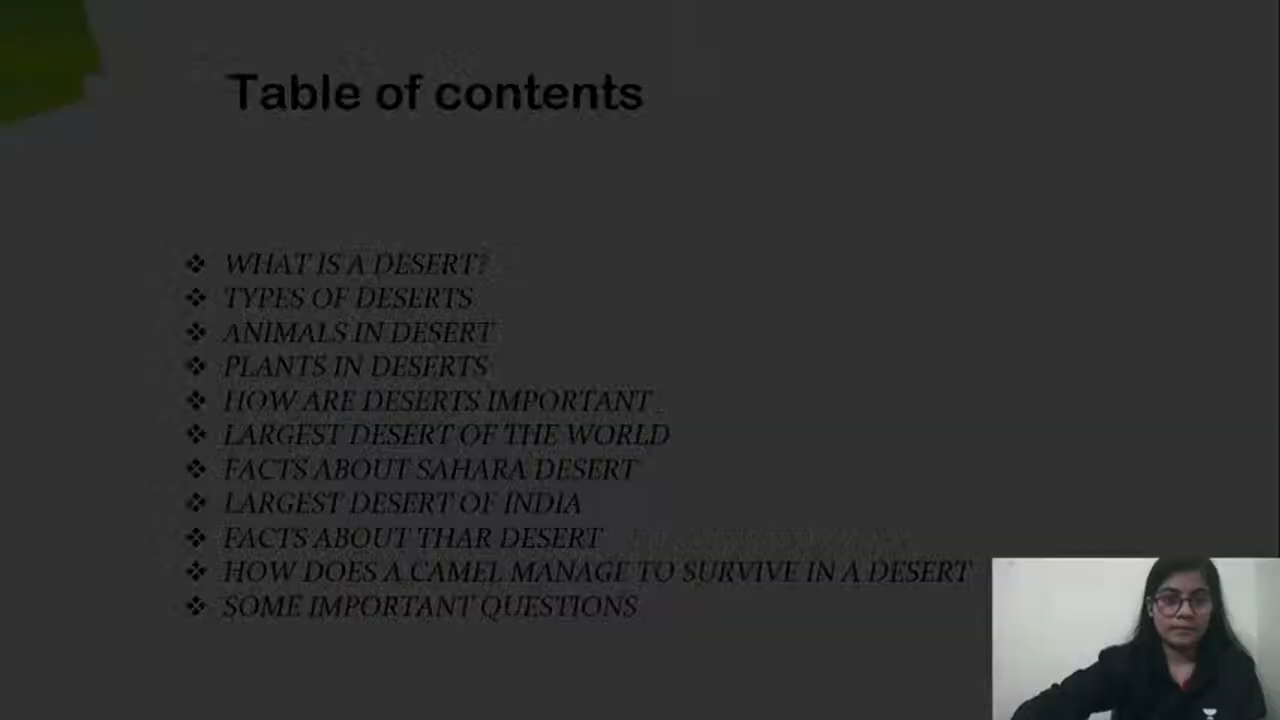 Table of contents
WHAT IS A DESERT?
TYPES OF DESERTS
ANIMALS IN DESERT
PLANTS IN DESERTS
HOW ARE DESERTS IMPORTANT
LARGEST DESERT OF THE WORLD
FACTS ABOUT SAHARA DESERT
LARGEST DESERT OF INDIA
FACTS ABOUT THAR DESERT
HOW DOES A CAMEL MANAGE TO SURVIVE IN A DESERT
SOME IMPORTANT QUESTIONS